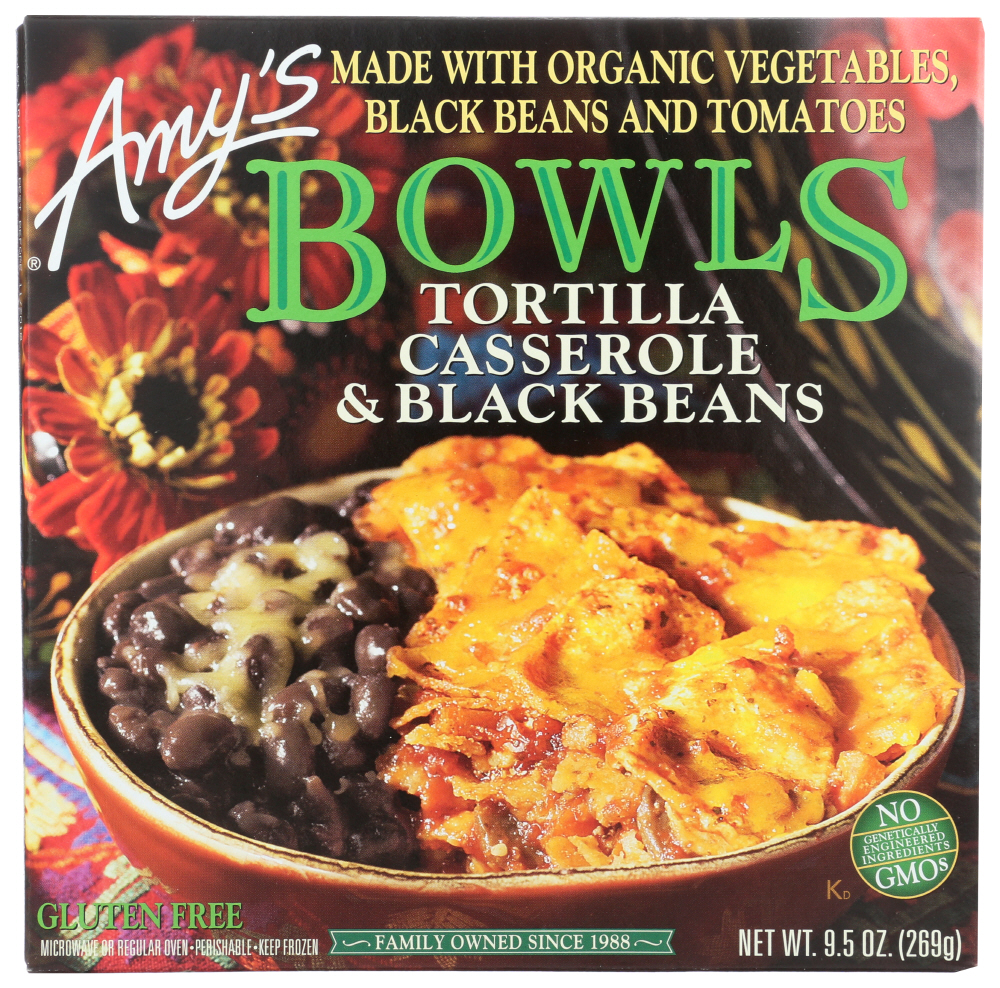 Amy's
®
MADE WITH ORGANIC VEGETABLES,
BLACK BEANS AND TOMATOES
BOWLS
TORTILLA
CASSEROLE
& BLACK BEANS
NO
GENETICALLY
ENGINEERED
INGREDIENTS
GMOs
KD
GLUTEN FREE
MICROWAVE OR REGULAR OVEN•PERISHABLE•KEEP FROZEN
FAMILY OWNED SINCE 1988
NET WT. 9.5 OZ. (269g)